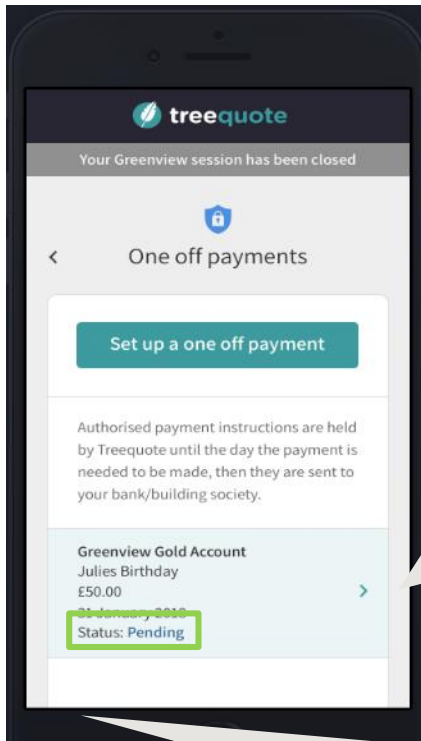 treequote
Your Greenview session has been closed
One off payments
Set up a one off payment
Authorised payment instructions are held
by Treequote until the day the payment is
needed to be made, then they are sent to
your bank/building society.
Greenview Gold Account
Julies Birthday
£50.00
January
Status: Pending